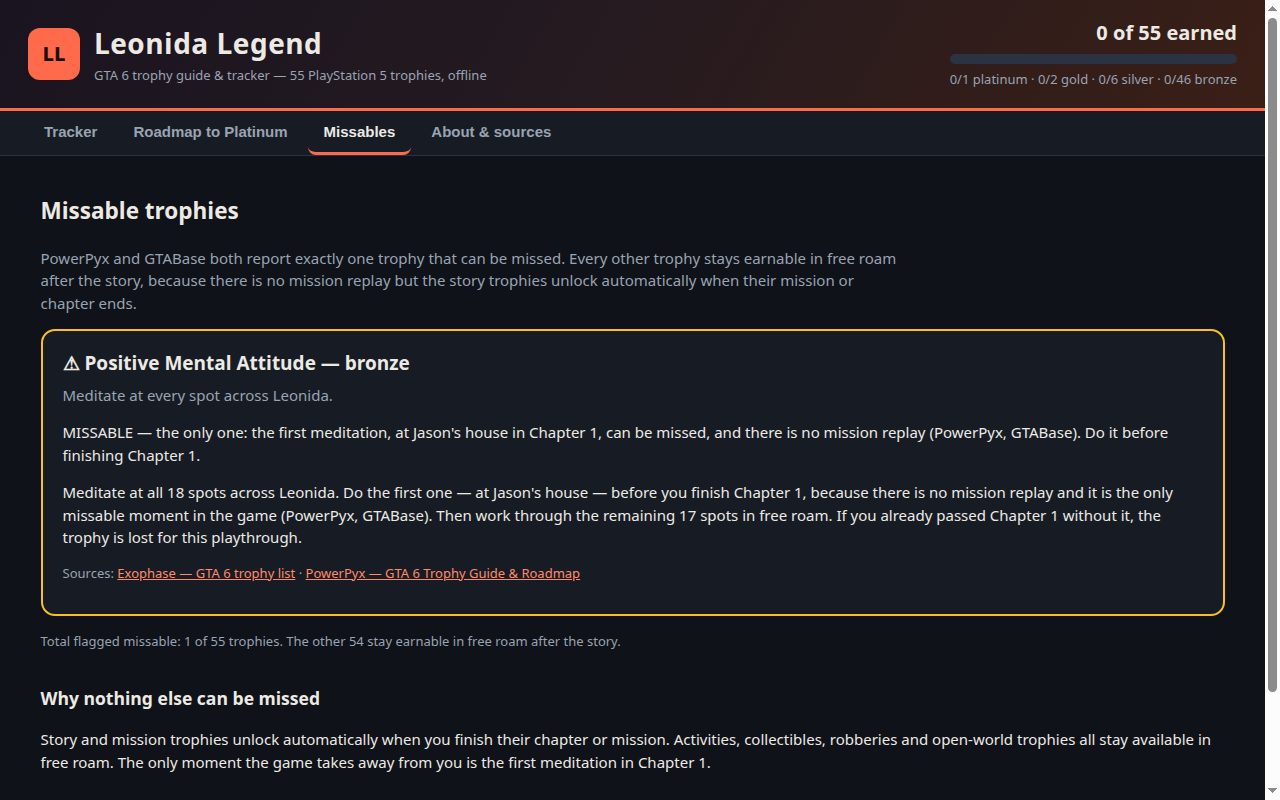 LL
Leonida Legend
GTA 6 trophy guide & tracker — 55 PlayStation 5 trophies, offline
0 of 55 earned
0/1 platinum · 0/2 gold · 0/6 silver · 0/46 bronze
Tracker
Roadmap to Platinum
Missables
About & sources
Missable trophies
PowerPyx and GTABase both report exactly one trophy that can be missed. Every other trophy stays earnable in free roam
after the story, because there is no mission replay but the story trophies unlock automatically when their mission or
chapter ends.
⚠ Positive Mental Attitude — bronze
Meditate at every spot across Leonida.
MISSABLE — the only one: the first meditation, at Jason's house in Chapter 1, can be missed, and there is no mission replay (PowerPyx, GTABase). Do it before
finishing Chapter 1.
Meditate at all 18 spots across Leonida. Do the first one — at Jason's house — before you finish Chapter 1, because there is no mission replay and it is the only
missable moment in the game (PowerPyx, GTABase). Then work through the remaining 17 spots in free roam. If you already passed Chapter 1 without it, the
trophy is lost for this playthrough.
Sources: Exophase — GTA 6 trophy list · PowerPyx — GTA 6 Trophy Guide & Roadmap
Total flagged missable: 1 of 55 trophies. The other 54 stay earnable in free roam after the story.
Why nothing else can be missed
Story and mission trophies unlock automatically when you finish their chapter or mission. Activities, collectibles, robberies and open-world trophies all stay available in
free roam. The only moment the game takes away from you is the first meditation in Chapter 1.